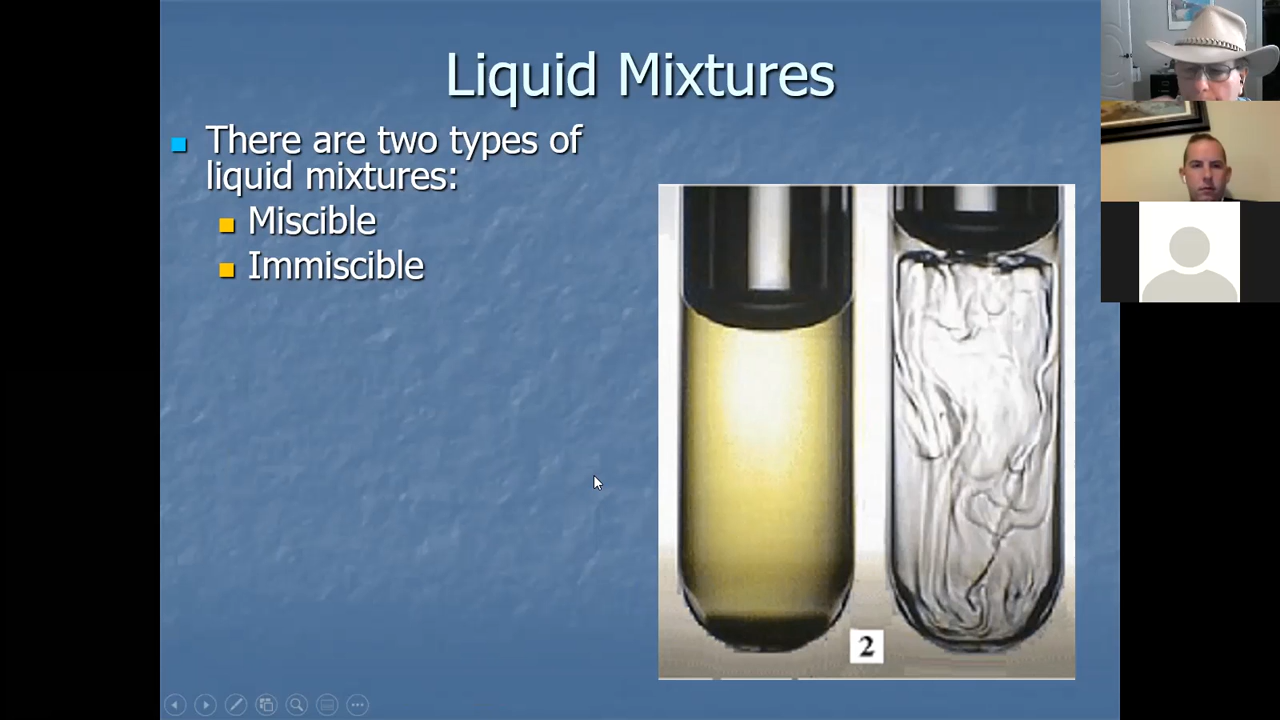 Liquid Mixtures
There are two types of
liquid mixtures:
Miscible
Immiscible
2